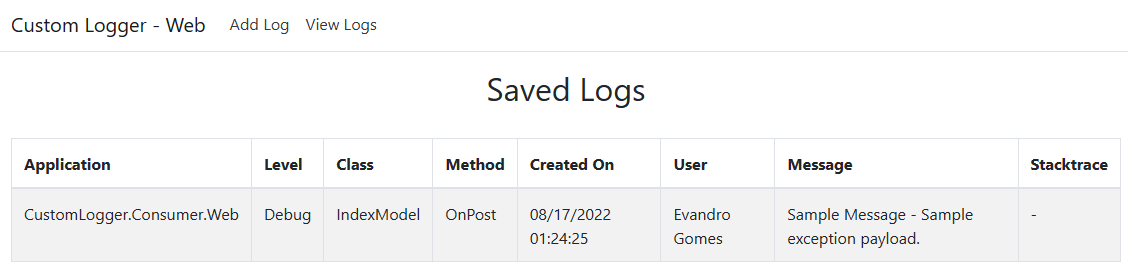 Custom Logger - Web Add Log View Logs
Saved Logs
Application Level Class Method Created On User Message Stacktrace
CustomLogger.Consumer.Web Debug IndexModel OnPost 08/17/2022 Evandro Sample Message - Sample -
01:24:25 Gomes exception payload.